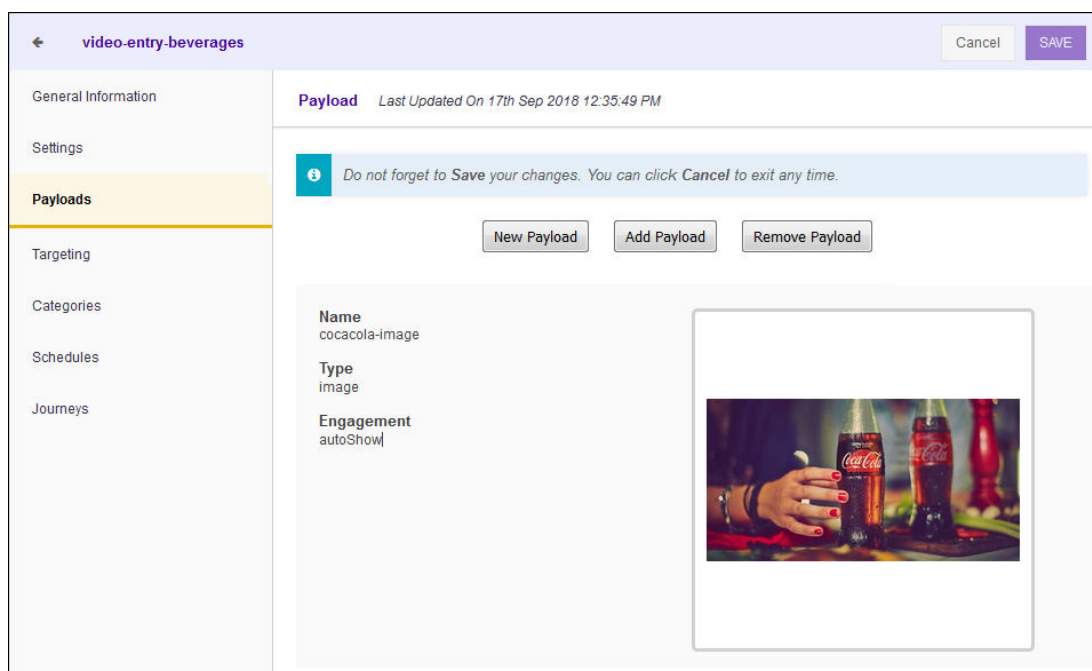 video-entry-beverages
Cancel
SAVE
General Information
Settings
Payloads
Targeting
Categories
Schedules
Journeys
Payload Last Updated On 17th Sep 2018 12:35:49 PM
Do not forget to Save your changes. You can click Cancel to exit any time.
New Payload
Add Payload
Remove Payload
Name
cocacola-image
Type
image
Engagement
autoShow
Coca-Cola
Coca-Cola